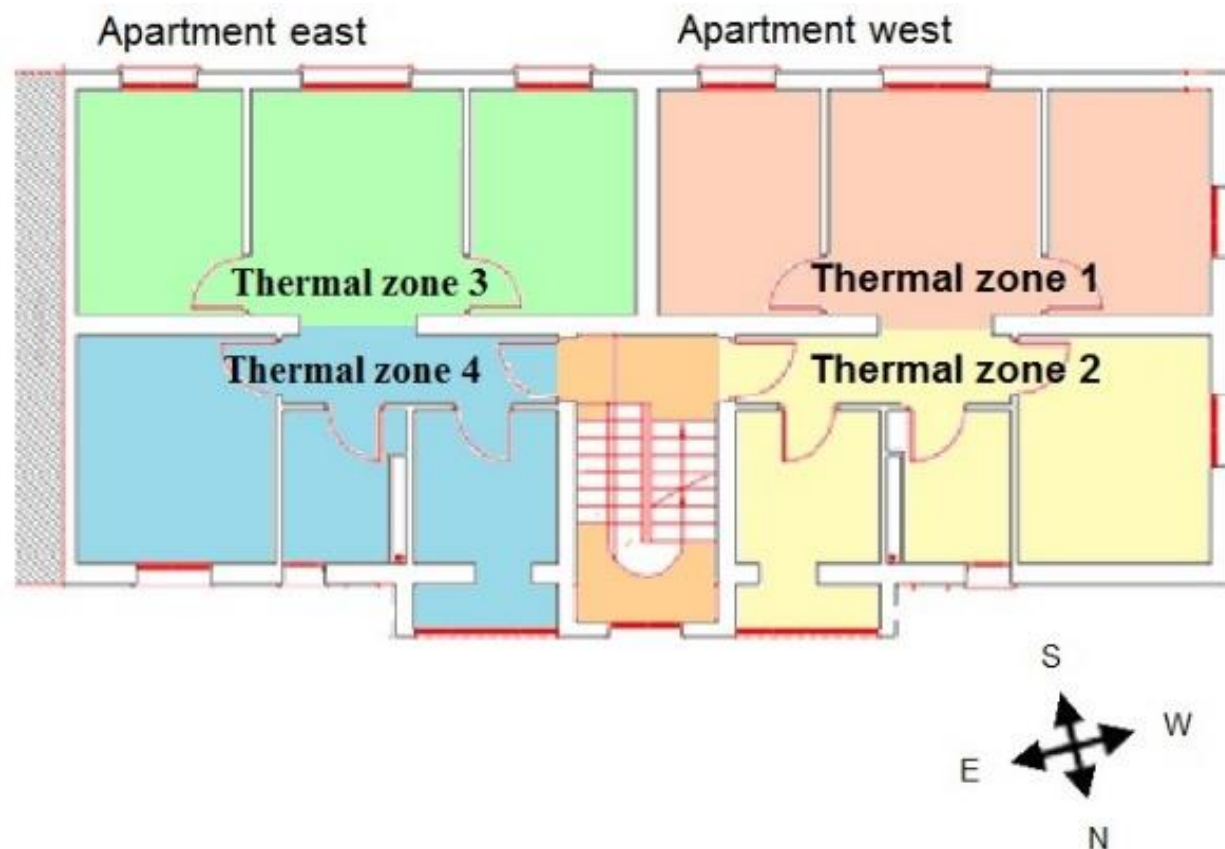 Apartment east
Apartment west
Thermal zone 3
Thermal zone 1
Thermal zone 4
Thermal zone 2
S
W
E
N